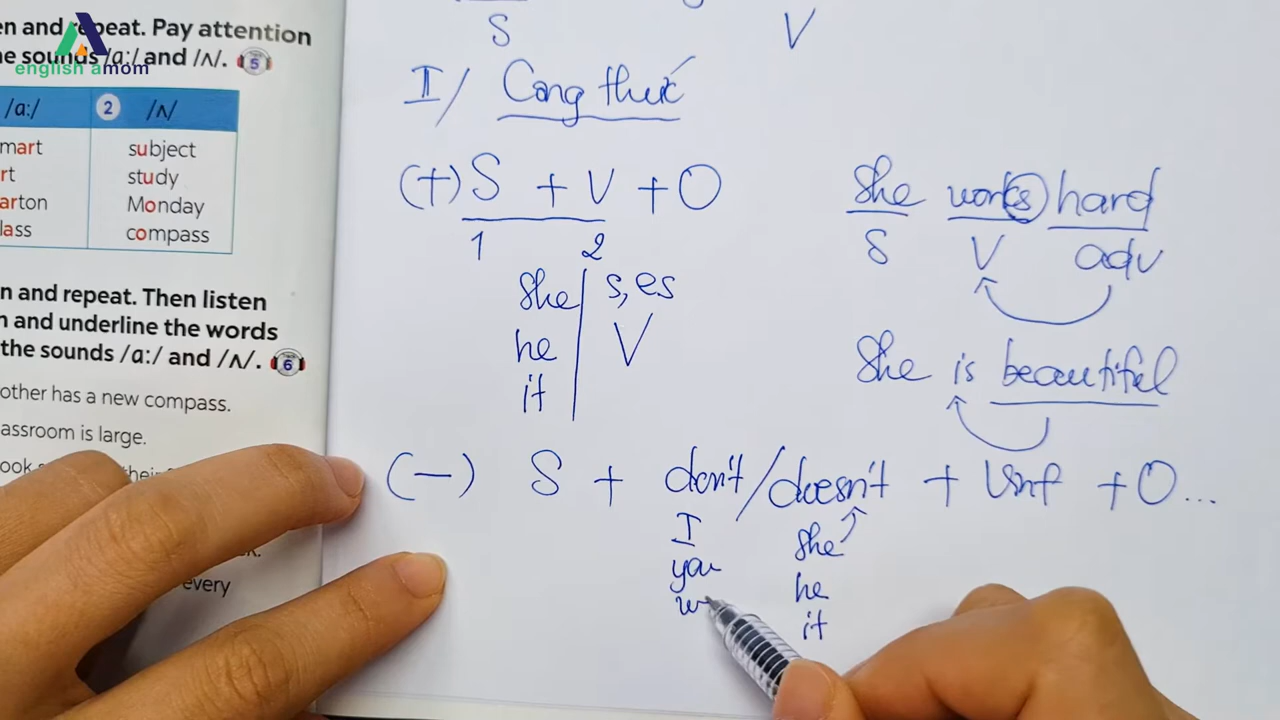 en and repeat. Pay attention
he sounds /ɑː/ and /ʌ/. 5
english amom
/ɑː/ 2 /ʌ/
mart subject
rt study
arton Monday
lass compass
n and repeat. Then listen
n and underline the words
the sounds /ɑː/ and /ʌ/. 6
other has a new compass.
assroom is large.
ook
every
S V
I/ Công thức
(+) S + V + O
1 2
she s, es
he V
it
She works hard
S V adv
She is beautiful
(−) S + don't/doesn't + Vinf + O...
I she
you he
w it